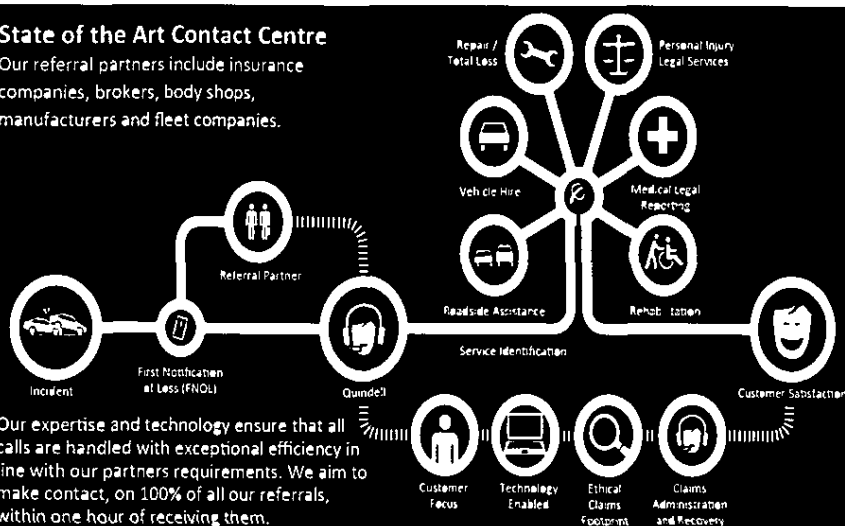 State of the Art Contact Centre
Our referral partners include insurance
companies, brokers, body shops,
manufacturers and fleet companies.
Repair /
Total Loss
Personal Injury
Legal Services
Vehicle Hire
Medical Legal
Reporting
Referral Partner
Roadside Assistance
Rehabilitation
Service Identification
Incident
First Notification
of Loss (FNOL)
Quindell
Customer Satisfaction
Our expertise and technology ensure that all
calls are handled with exceptional efficiency in
line with our partners requirements. We aim to
make contact, on 100% of all our referrals,
within one hour of receiving them.
Customer
Focus
Technology
Enabled
Ethical
Claims
Footprint
Claims
Administration
and Recovery